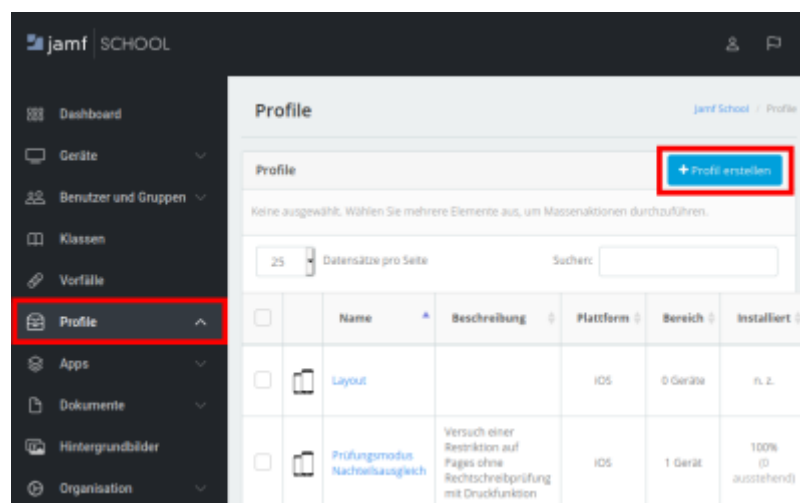 jamf SCHOOL
Dashboard
Geräte
Benutzer und Gruppen
Klassen
Vorfälle
Profile
Apps
Dokumente
Hintergrundbilder
Organisation
Profile
Jamf School / Profile
Profile
+ Profil erstellen
Keine ausgewählt. Wählen Sie mehrere Elemente aus, um Massenaktionen durchzuführen.
25 Datensätze pro Seite Suchen:
Name Beschreibung Plattform Bereich Installiert
Layout iOS 0 Geräte n. z.
Prüfungsmodus
Nachteilsausgleich
Versuch einer
Restriktion auf
Pages ohne
Rechtschreibprüfung
mit Druckfunktion
iOS
1 Gerät
100%
(0
ausstehend)